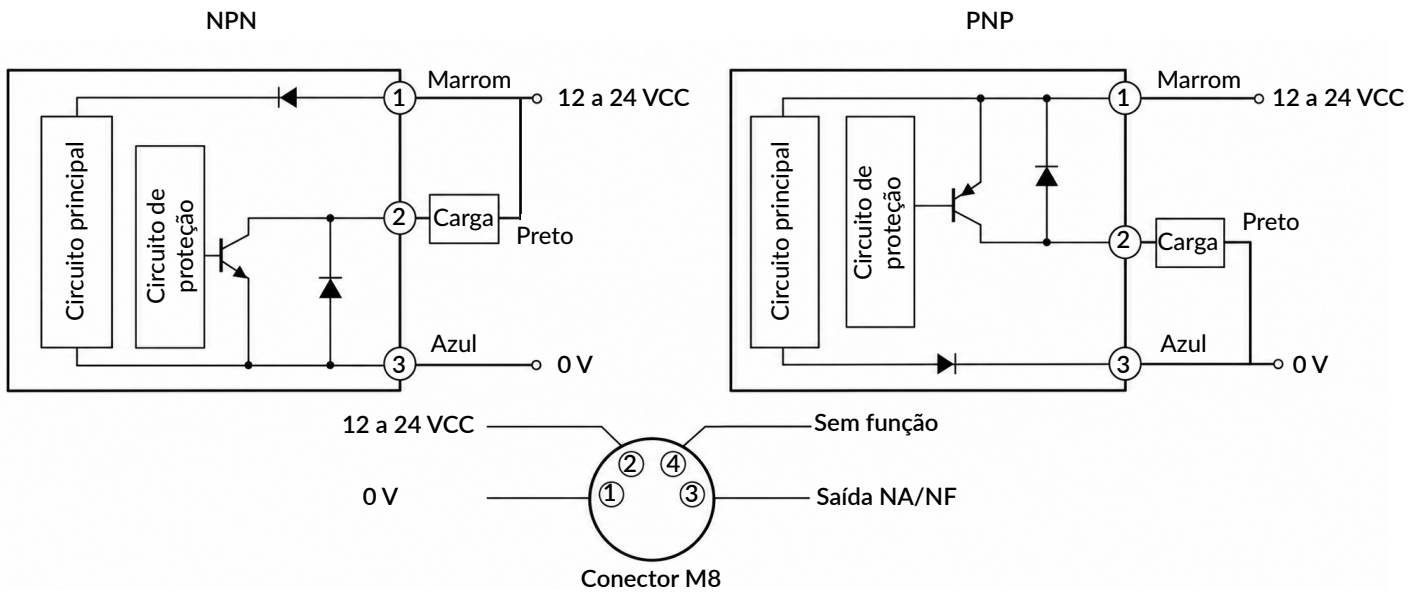 NPN
Marrom
1
12 a 24 VCC
Circuito principal
Circuito de
proteção
2
Carga
Preto
Azul
3
0 V
PNP
Marrom
1
12 a 24 VCC
Circuito principal
Circuito de
proteção
2
Carga
Preto
Azul
3
0 V
12 a 24 VCC
Sem função
2
4
0 V
1
3
Saída NA/NF
Conector M8